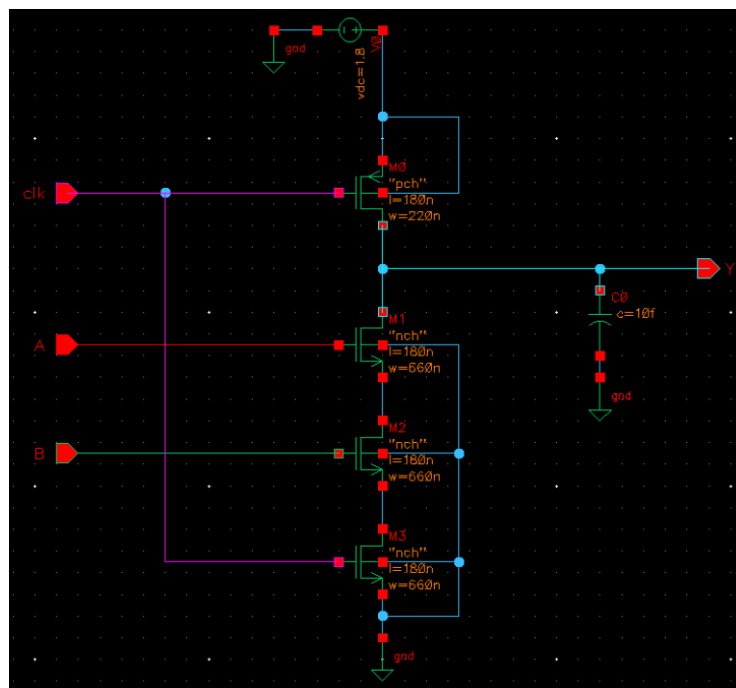 gnd
V0
vdc=1.8
M0
"pch"
l=180n
w=220n
clk
Y
C0
c=10f
gnd
M1
"nch"
l=180n
w=660n
A
M2
"nch"
l=180n
w=660n
B
M3
"nch"
l=180n
w=660n
gnd